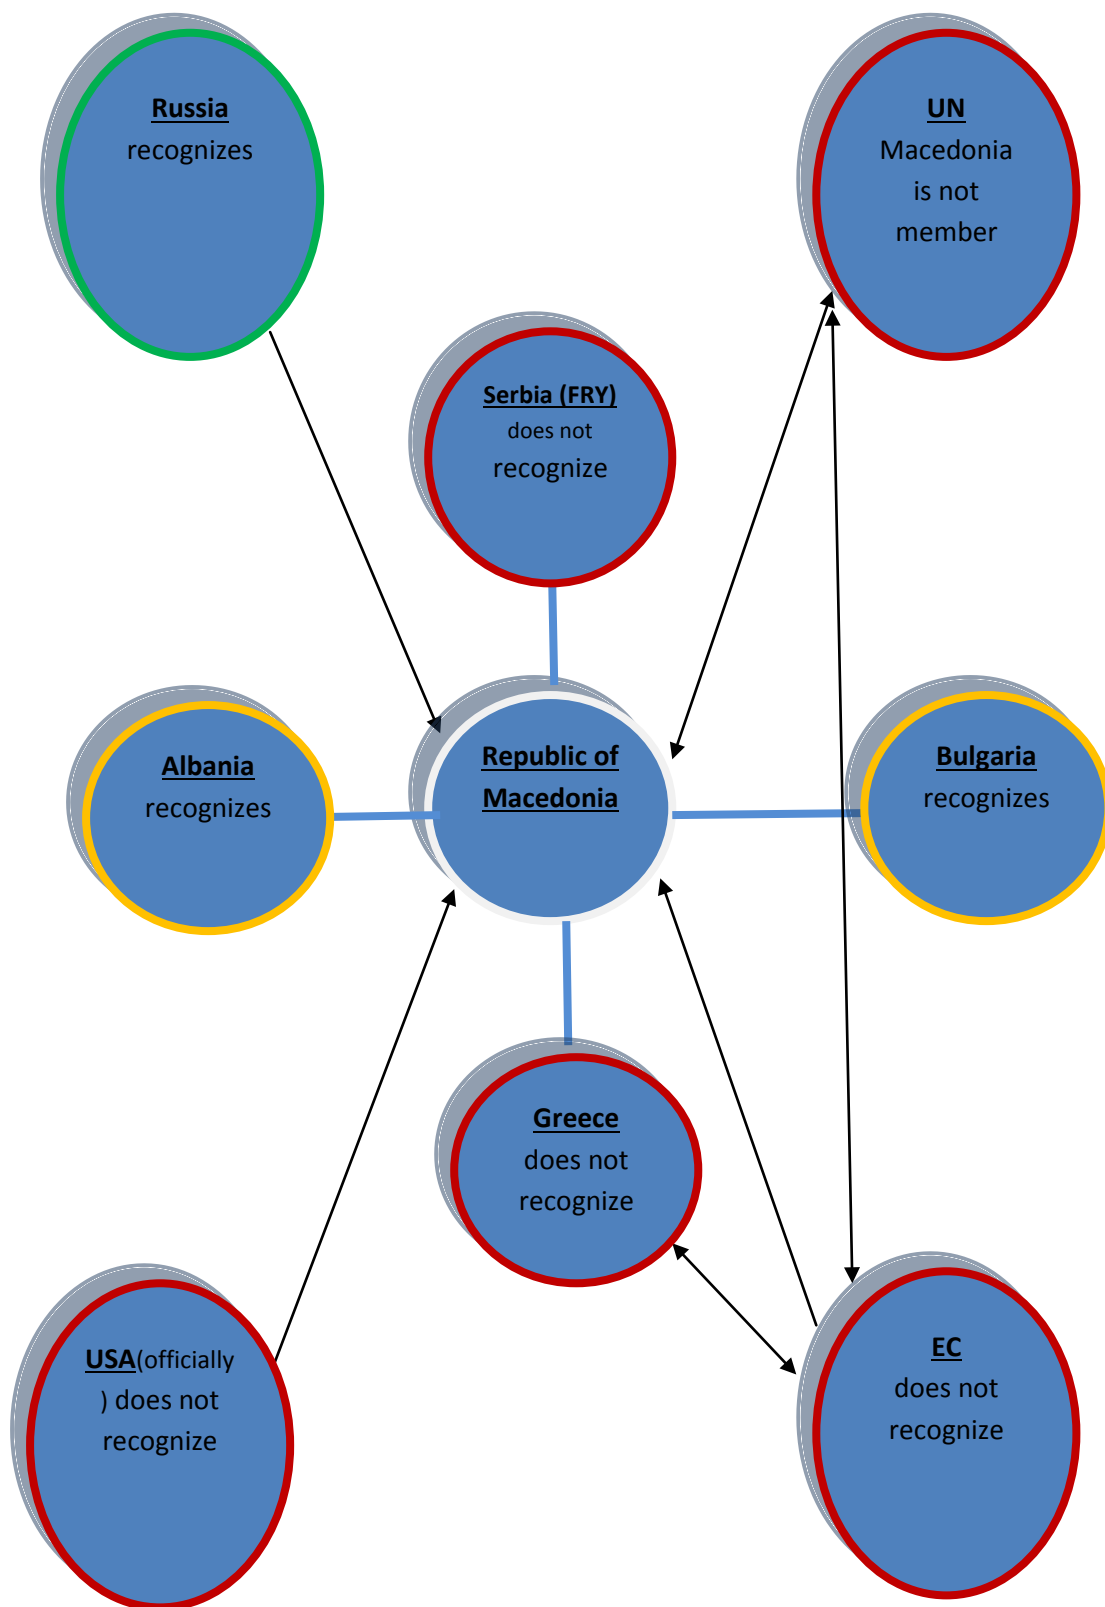 Russia
recognizes
UN
Macedonia
is not
member
Serbia (FRY)
does not
recognize
Albania
recognizes
Republic of
Macedonia
Bulgaria
recognizes
Greece
does not
recognize
USA(officially
) does not
recognize
EC
does not
recognize